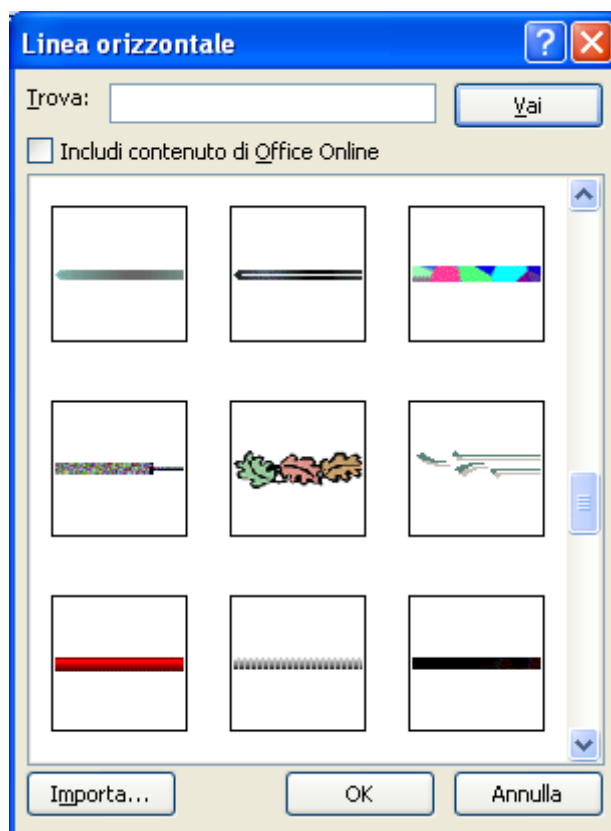 Linea orizzontale
Trova:
Vai
Includi contenuto di Office Online
Importa...
OK
Annulla